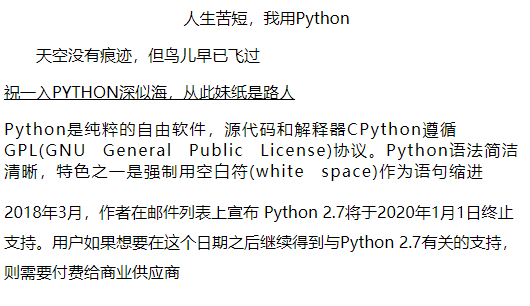 人生苦短，我用Python
天空没有痕迹，但鸟儿早已飞过
祝一入PYTHON深似海，从此妹纸是路人
Python是纯粹的自由软件，源代码和解释器CPython遵循
GPL(GNU General Public License)协议。Python语法简洁
清晰，特色之一是强制用空白符(white space)作为语句缩进
2018年3月，作者在邮件列表上宣布 Python 2.7将于2020年1月1日终止
支持。用户如果想要在这个日期之后继续得到与Python 2.7有关的支持，
则需要付费给商业供应商